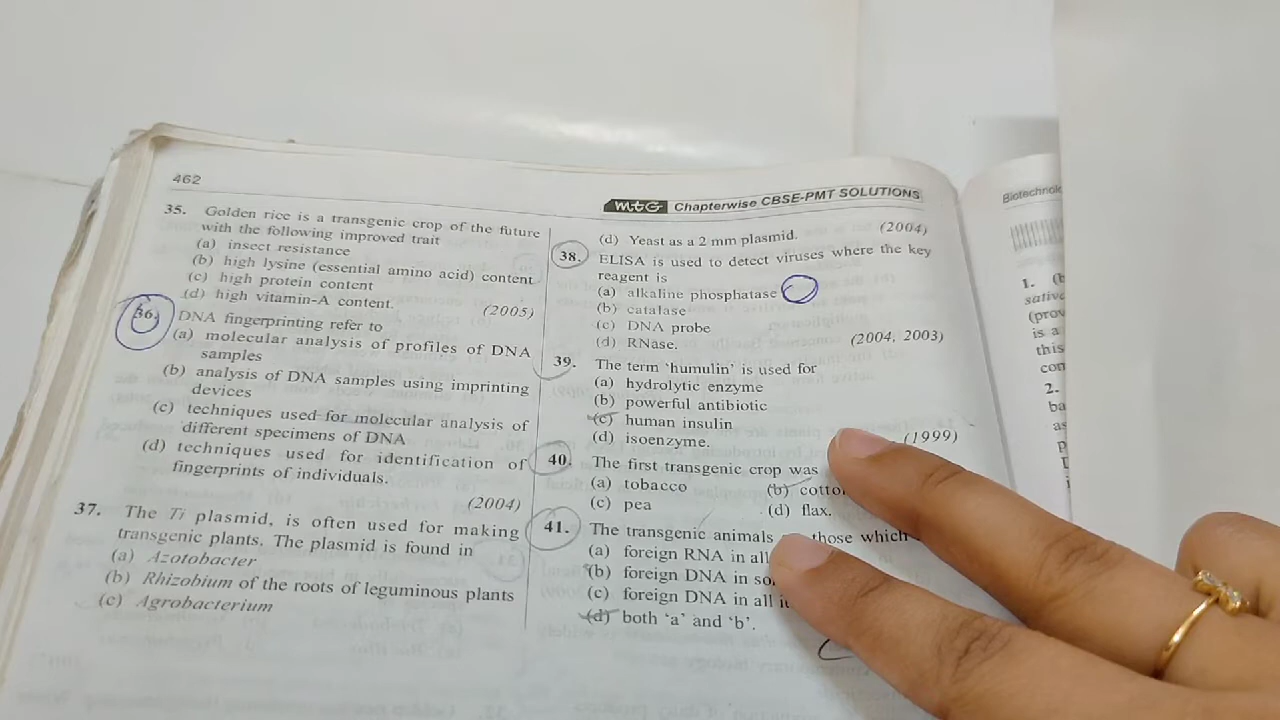 462
35. Golden rice is a transgenic crop of the future
with the following improved trait
(a) insect resistance
(b) high lysine (essential amino acid) content
(c) high protein content
(d) high vitamin-A content. (2005)
36. DNA fingerprinting refer to
(a) molecular analysis of profiles of DNA
samples
(b) analysis of DNA samples using imprinting
devices
(c) techniques used for molecular analysis of
different specimens of DNA
(d) techniques used for identification of
fingerprints of individuals.
(2004)
37. The Ti plasmid, is often used for making
transgenic plants. The plasmid is found in
(a) Azotobacter
(b) Rhizobium of the roots of leguminous plants
(c) Agrobacterium
mtG Chapterwise CBSE-PMT SOLUTIONS
(d) Yeast as a 2 mm plasmid. (2004)
38. ELISA is used to detect viruses where the key
reagent is
(a) alkaline phosphatase
(b) catalase
(c) DNA probe
(d) RNase. (2004, 2003)
39. The term ‘humulin’ is used for
(a) hydrolytic enzyme
(b) powerful antibiotic
(c) human insulin
(d) isoenzyme. (1999)
40. The first transgenic crop was
(a) tobacco (b)
(c) pea (d) flax.
41. The transgenic animals those which
(a) foreign RNA in all
(b) foreign DNA in
(c) foreign DNA in all
(d) both ‘a’ and ‘b’.
1.
is a
this
2.